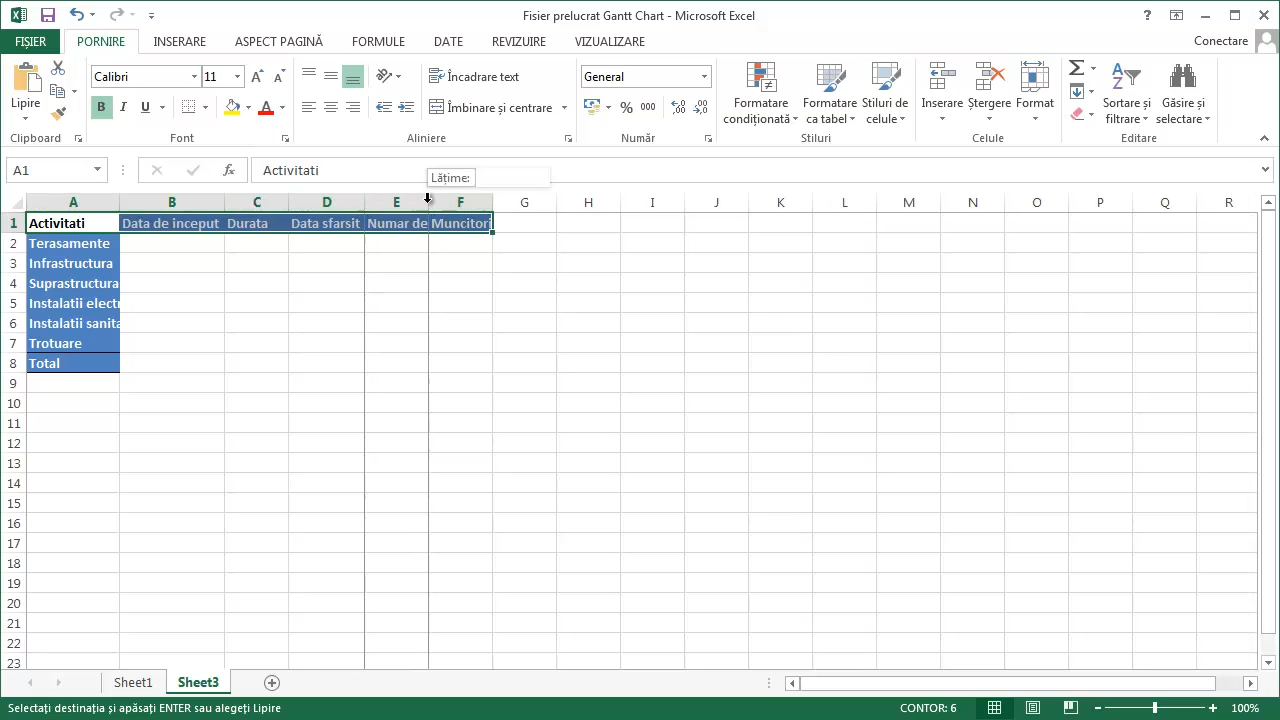 Fisier prelucrat Gantt Chart - Microsoft Excel
FIȘIER PORNIRE INSERARE ASPECT PAGINĂ FORMULE DATE REVIZUIRE VIZUALIZARE Conectare
Lipire
Calibri 11
B I U
Încadrare text
Îmbinare și centrare
General
% 000
Formatare condiționată
Formatare ca tabel
Stiluri de celule
Inserare Ștergere Format
Sortare și filtrare
Găsire și selectare
Clipboard Font Aliniere Număr Stiluri Celule Editare
A1 fx Activitati
Lățime:
A B C D E F G H I J K L M N O P Q R
1 Activitati Data de inceput Durata Data sfarsit Numar de Muncitori
2 Terasamente
3 Infrastructura
4 Suprastructura
5 Instalatii electr
6 Instalatii sanita
7 Trotuare
8 Total
9
10
11
12
13
14
15
16
17
18
19
20
21
22
23
Sheet1 Sheet3
Selectați destinația și apăsați ENTER sau alegeți Lipire CONTOR: 6 100%